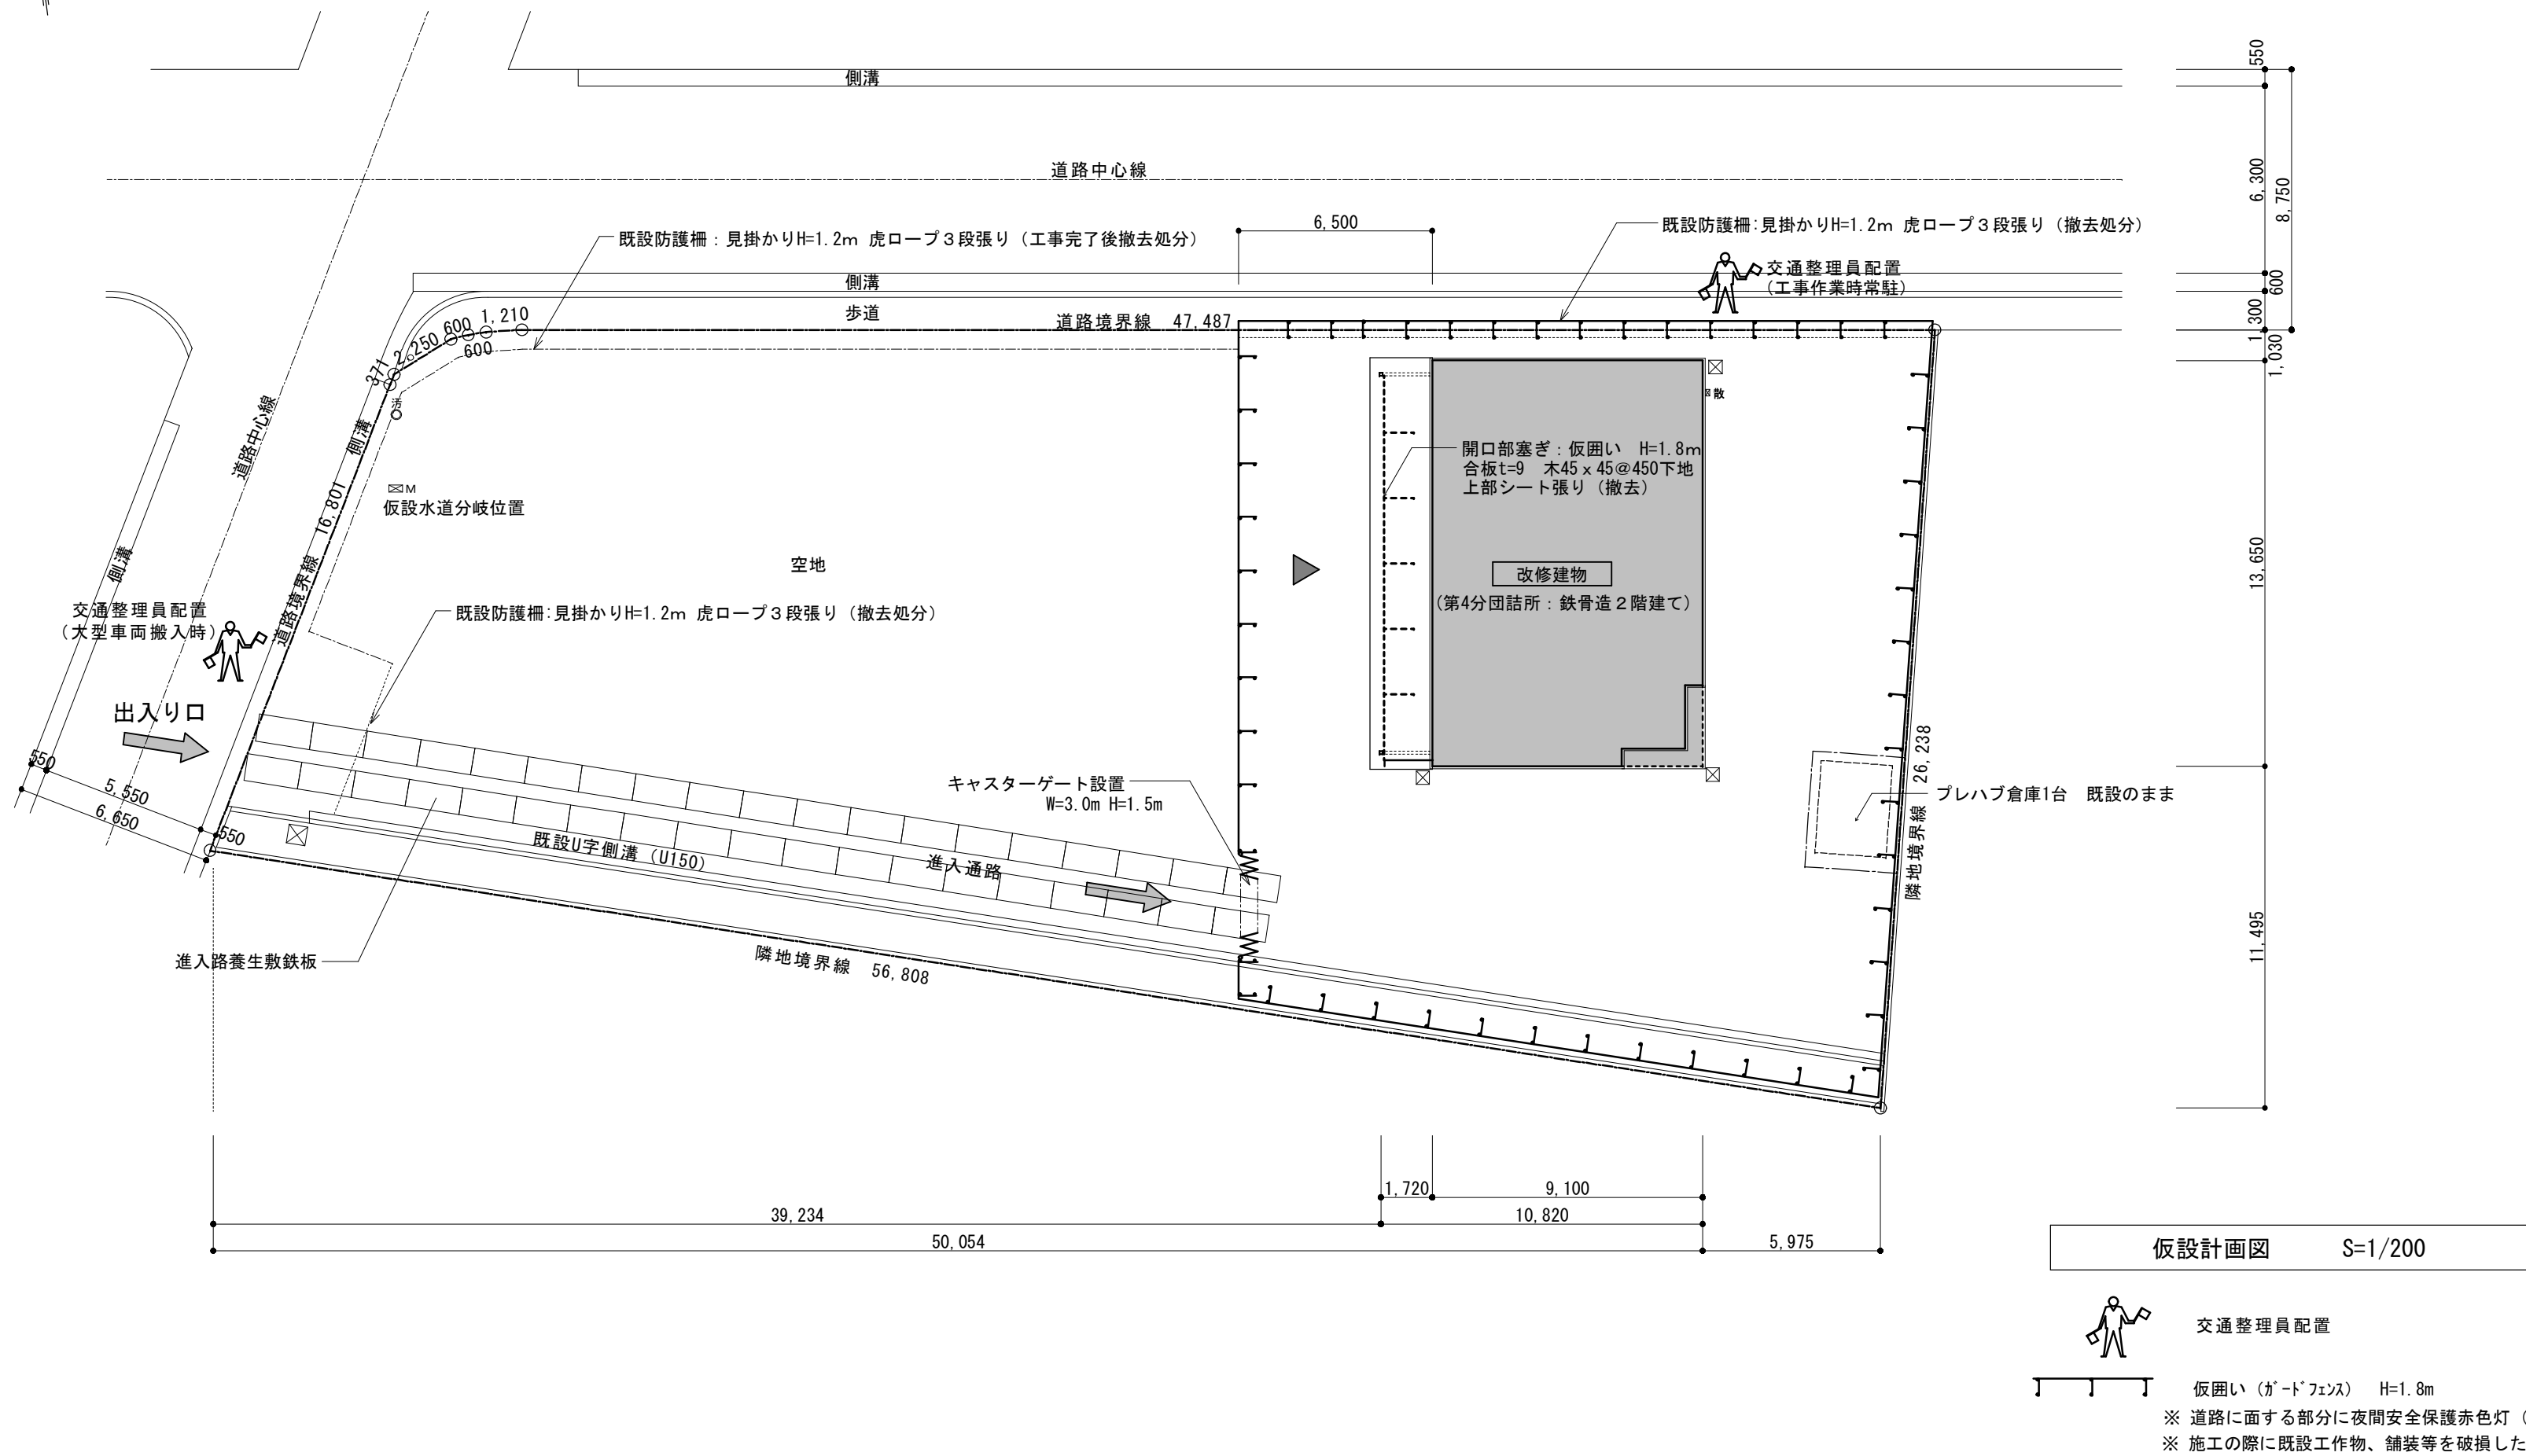 側溝
550
6,300
8,750
道路中心線
6,500
既設防護柵：見掛かりH=1.2m 虎ロープ３段張り（工事完了後撤去処分）
既設防護柵:見掛かりH=1.2m 虎ロープ３段張り（撤去処分）
交通整理員配置
（工事作業時常駐）
側溝
歩道
道路境界線　47,487
600
1,300
1,030
371
2,250
600
1,210
600
汚
散
道路中心線
側溝
開口部塞ぎ：仮囲い　H=1.8m
合板t=9　木45ｘ45@450下地
上部シート張り（撤去）
M
仮設水道分岐位置
道路境界線　16,801
側溝
空地
改修建物
(第4分団詰所：鉄骨造２階建て)
13,650
交通整理員配置
（大型車両搬入時）
既設防護柵:見掛かりH=1.2m 虎ロープ３段張り（撤去処分）
出入り口
550
5,550
6,650
550
キャスターゲート設置
W=3.0m H=1.5m
プレハブ倉庫1台　既設のまま
隣地境界線　26,238
既設U字側溝（U150）
進入通路
進入路養生敷鉄板
隣地境界線　56,808
11,495
1,720
9,100
39,234
10,820
50,054
5,975
仮設計画図　　S=1/200
交通整理員配置
仮囲い（ｶﾞｰﾄﾞﾌｪﾝｽ）　H=1.8m
※ 道路に面する部分に夜間安全保護赤色灯（
※ 施工の際に既設工作物、舗装等を破損した